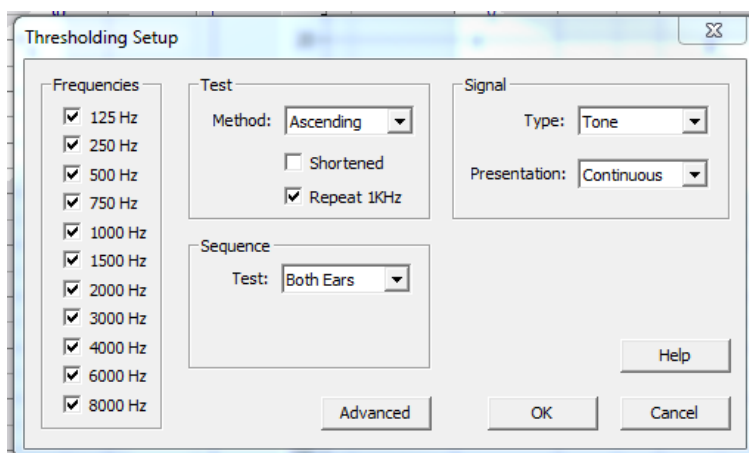 Thresholding Setup
Frequencies
125 Hz
250 Hz
500 Hz
750 Hz
1000 Hz
1500 Hz
2000 Hz
3000 Hz
4000 Hz
6000 Hz
8000 Hz
Test
Method: Ascending
Shortened
Repeat 1KHz
Sequence
Test: Both Ears
Signal
Type: Tone
Presentation: Continuous
Help
Advanced OK Cancel